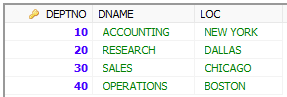 DEPTNO DNAME LOC
10 ACCOUNTING NEW YORK
20 RESEARCH DALLAS
30 SALES CHICAGO
40 OPERATIONS BOSTON